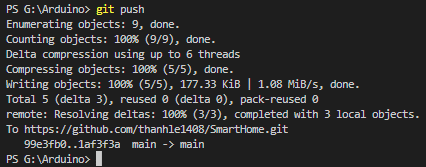 PS G:\Arduino> git push
Enumerating objects: 9, done.
Counting objects: 100% (9/9), done.
Delta compression using up to 6 threads
Compressing objects: 100% (5/5), done.
Writing objects: 100% (5/5), 177.33 KiB | 1.08 MiB/s, done.
Total 5 (delta 3), reused 0 (delta 0), pack-reused 0
remote: Resolving deltas: 100% (3/3), completed with 3 local objects.
To https://github.com/thanhle1408/SmartHome.git
   99e3fb0..1af3f3a  main -> main
PS G:\Arduino>